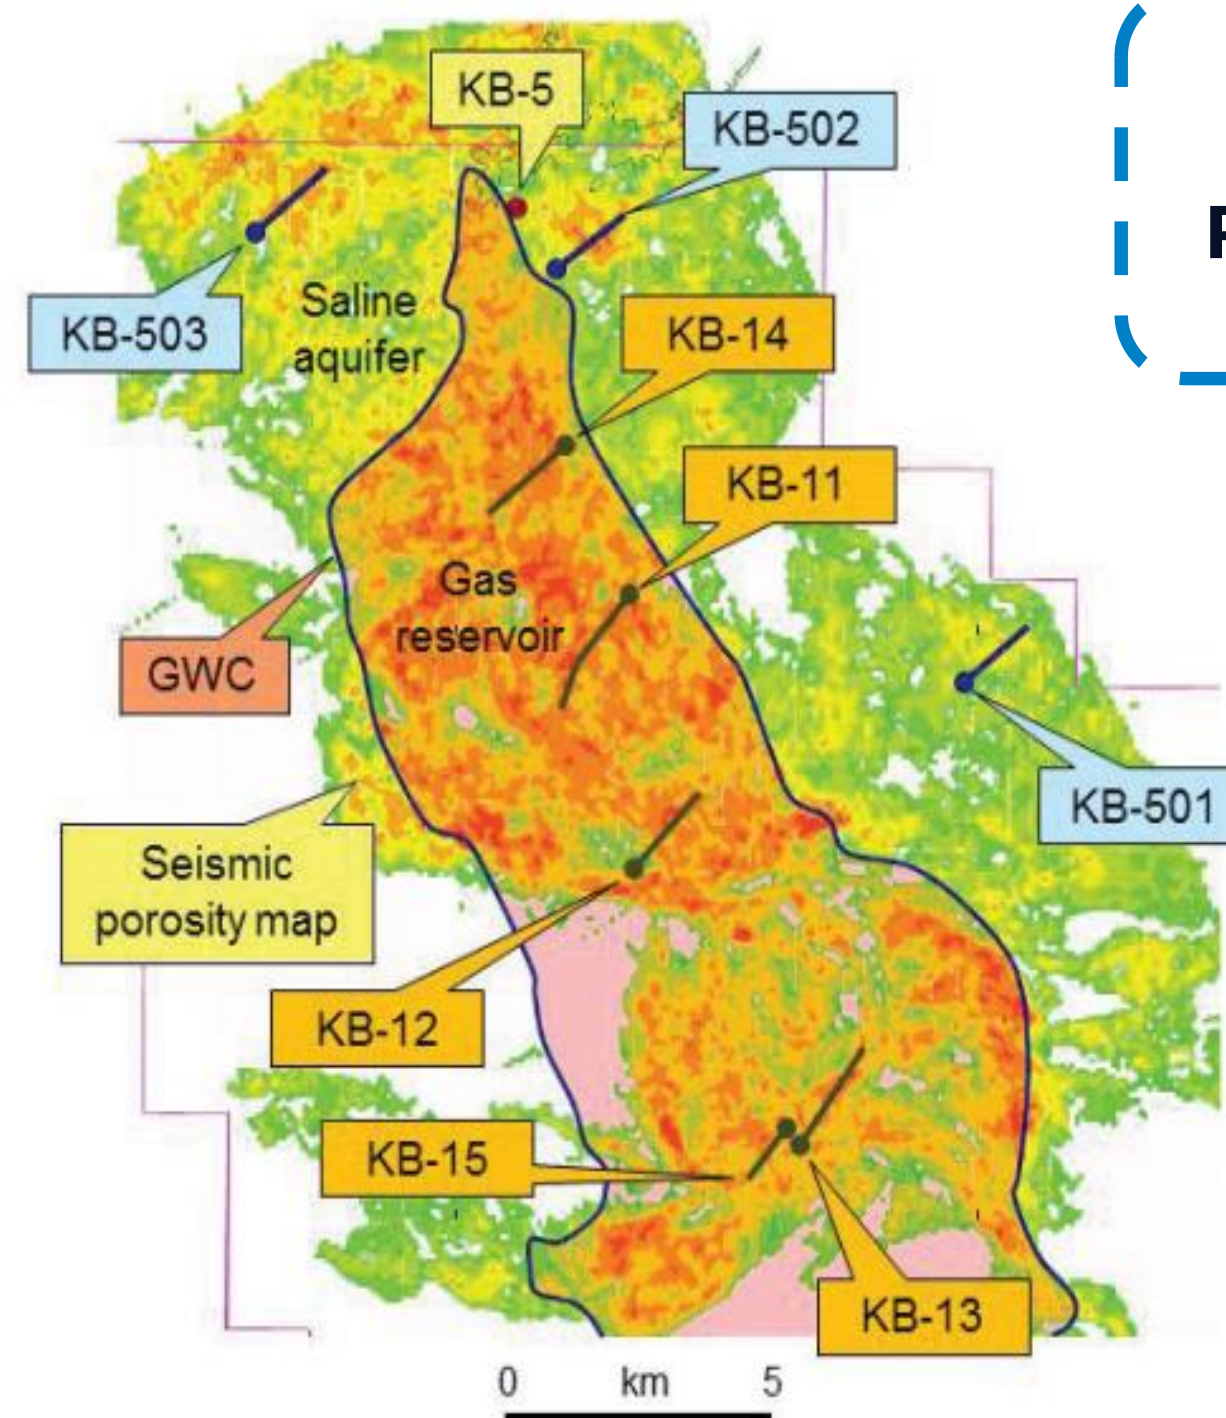 KB-5
KB-502
P
KB-503
Saline
aquifer
KB-14
KB-11
Gas
reservoir
GWC
KB-501
Seismic
porosity map
KB-12
KB-15
KB-13
0 km 5